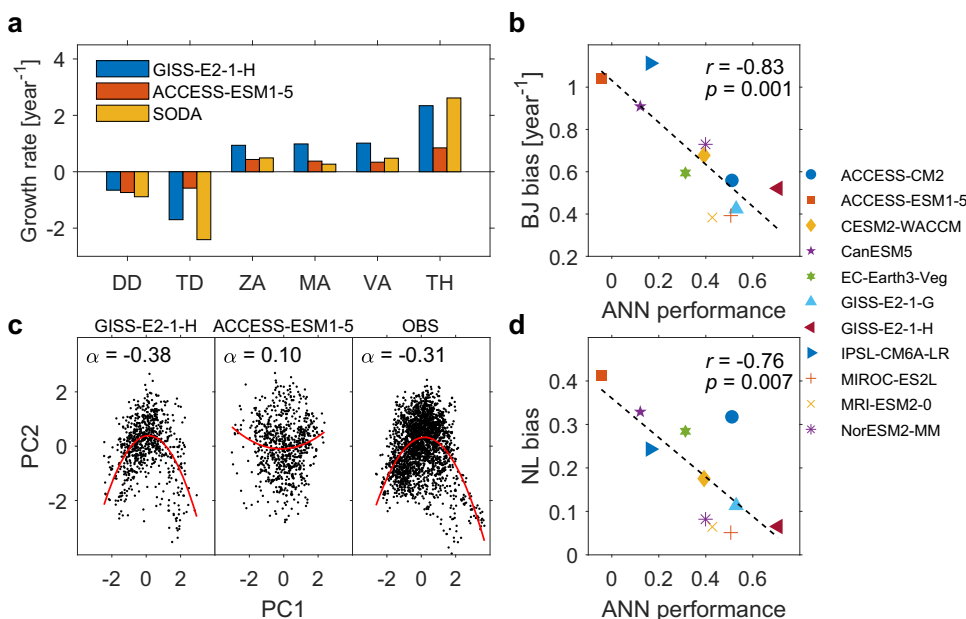 a
Growth rate [year⁻¹]
4
2
0
-2
GISS-E2-1-H
ACCESS-ESM1-5
SODA
DD TD ZA MA VA TH
b
BJ bias [year⁻¹]
1
0.8
0.6
0.4
0.2
r = -0.83
p = 0.001
0 0.2 0.4 0.6
ANN performance
ACCESS-CM2
ACCESS-ESM1-5
CESM2-WACCM
CanESM5
EC-Earth3-Veg
GISS-E2-1-G
GISS-E2-1-H
IPSL-CM6A-LR
MIROC-ES2L
MRI-ESM2-0
NorESM2-MM
c
GISS-E2-1-H ACCESS-ESM1-5 OBS
α = -0.38 α = 0.10 α = -0.31
PC2
2
0
-2
-2 0 2 -2 0 2 -2 0 2
PC1
d
NL bias
0.4
0.3
0.2
0.1
0
r = -0.76
p = 0.007
0 0.2 0.4 0.6
ANN performance